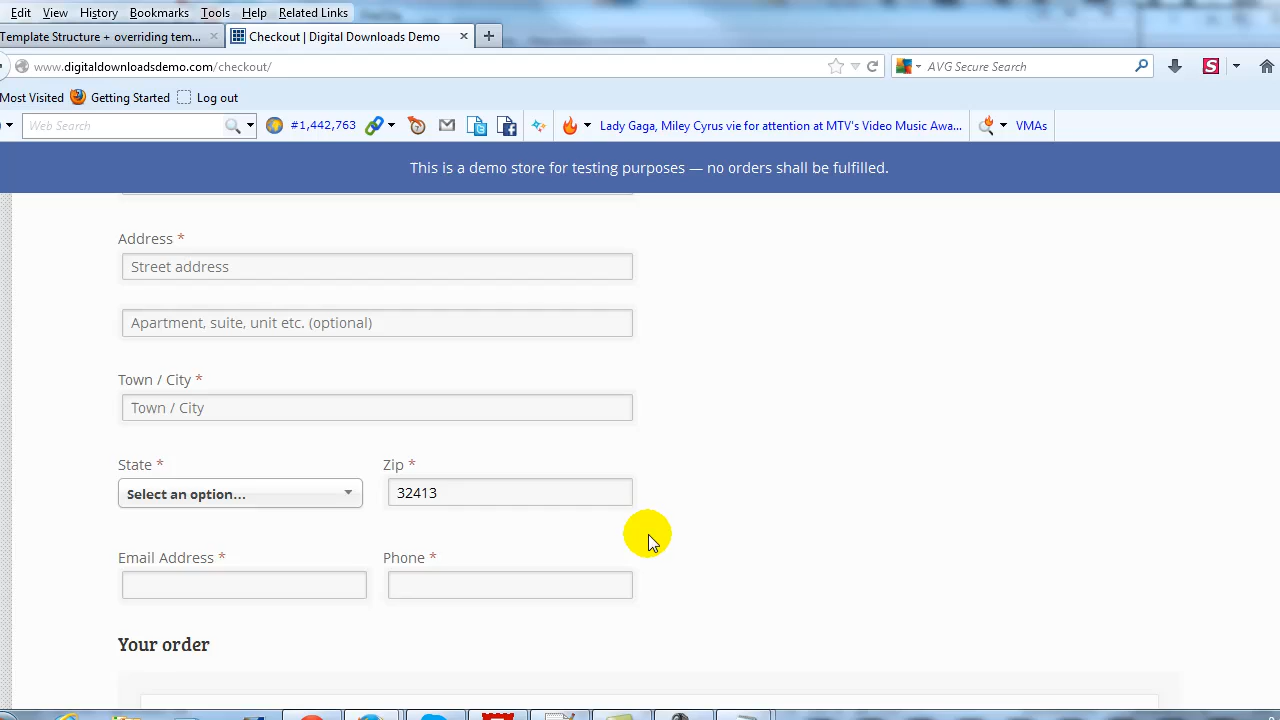 Edit View History Bookmarks Tools Help Related Links
Template Structure + overriding tem... Checkout | Digital Downloads Demo
www.digitaldownloadsdemo.com/checkout/ AVG Secure Search
Most Visited Getting Started Log out
Web Search #1,442,763 Lady Gaga, Miley Cyrus vie for attention at MTV's Video Music Awa... VMAs
This is a demo store for testing purposes — no orders shall be fulfilled.
Address *
Street address
Apartment, suite, unit etc. (optional)
Town / City *
Town / City
State * Zip *
Select an option... 32413
Email Address * Phone *
Your order